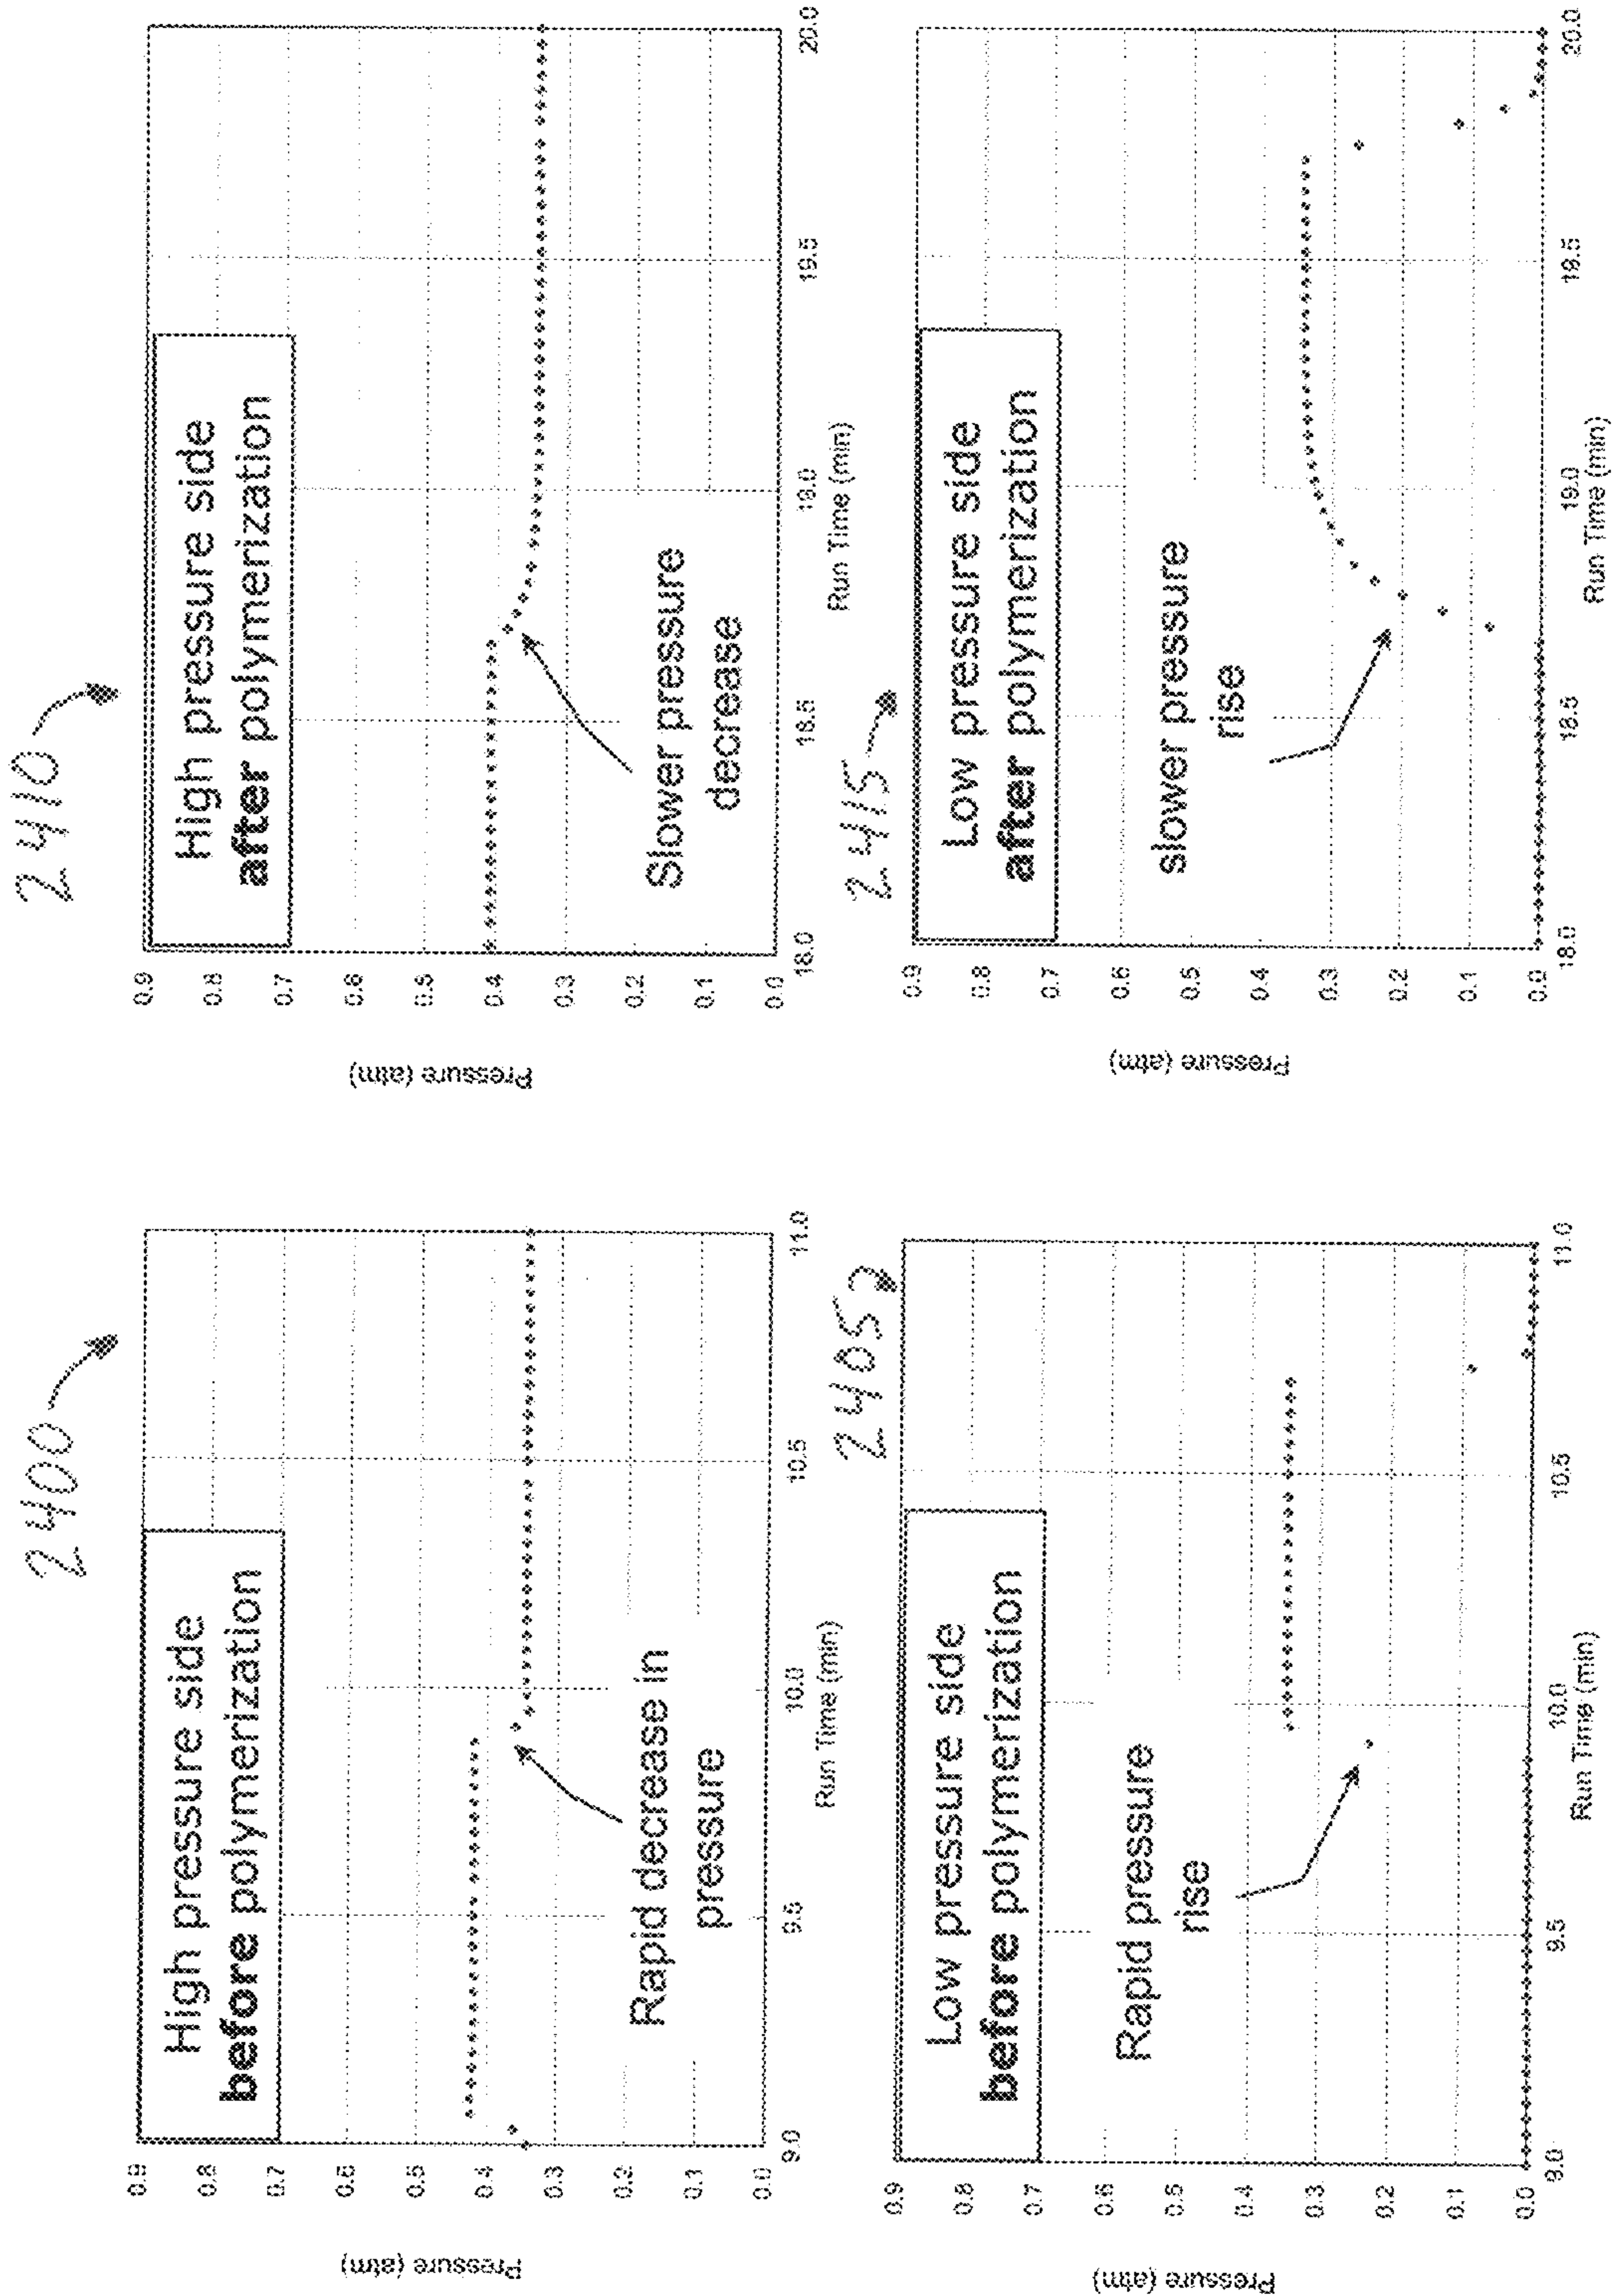 2400
High pressure side
before polymerization
Rapid decrease in
pressure
Pressure (atm)
0.9
0.8
0.7
0.6
0.5
0.4
0.3
0.2
0.1
0.0
9.0
9.5
10.0
10.5
11.0
Run Time (min)
2410
High pressure side
after polymerization
Slower pressure
decrease
Pressure (atm)
0.9
0.8
0.7
0.6
0.5
0.4
0.3
0.2
0.1
0.0
18.0
18.5
19.0
19.5
20.0
Run Time (min)
2405
Low pressure side
before polymerization
Rapid pressure
rise
Pressure (atm)
0.9
0.8
0.7
0.6
0.5
0.4
0.3
0.2
0.1
0.0
9.0
9.5
10.0
10.5
11.0
Run Time (min)
2415
Low pressure side
after polymerization
slower pressure
rise
Pressure (atm)
0.9
0.8
0.7
0.6
0.5
0.4
0.3
0.2
0.1
0.0
18.0
18.5
19.0
19.5
20.0
Run Time (min)